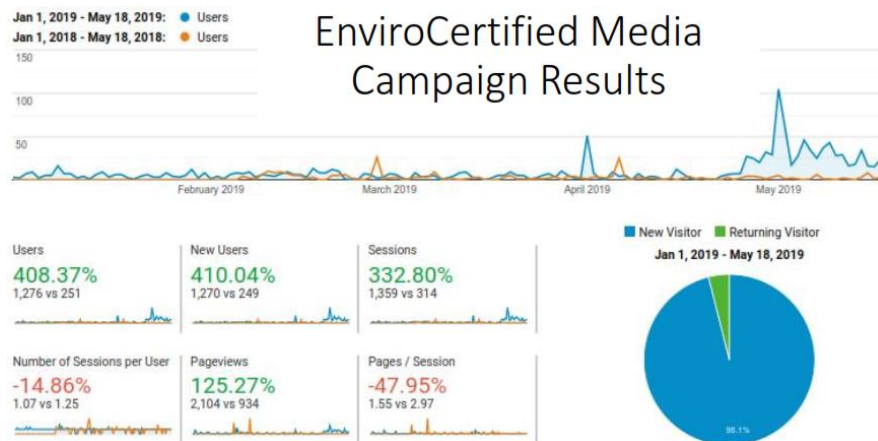 Jan 1, 2019 - May 18, 2019: Users
Jan 1, 2018 - May 18, 2018: Users
EnviroCertified Media
Campaign Results
150
100
50
February 2019
March 2019
April 2019
May 2019
Users
408.37%
1,276 vs 251
New Users
410.04%
1,270 vs 249
Sessions
332.80%
1,359 vs 314
Number of Sessions per User
-14.86%
1.07 vs 1.25
Pageviews
125.27%
2,104 vs 934
Pages / Session
-47.95%
1.55 vs 2.97
New Visitor Returning Visitor
Jan 1, 2019 - May 18, 2019
96.1%